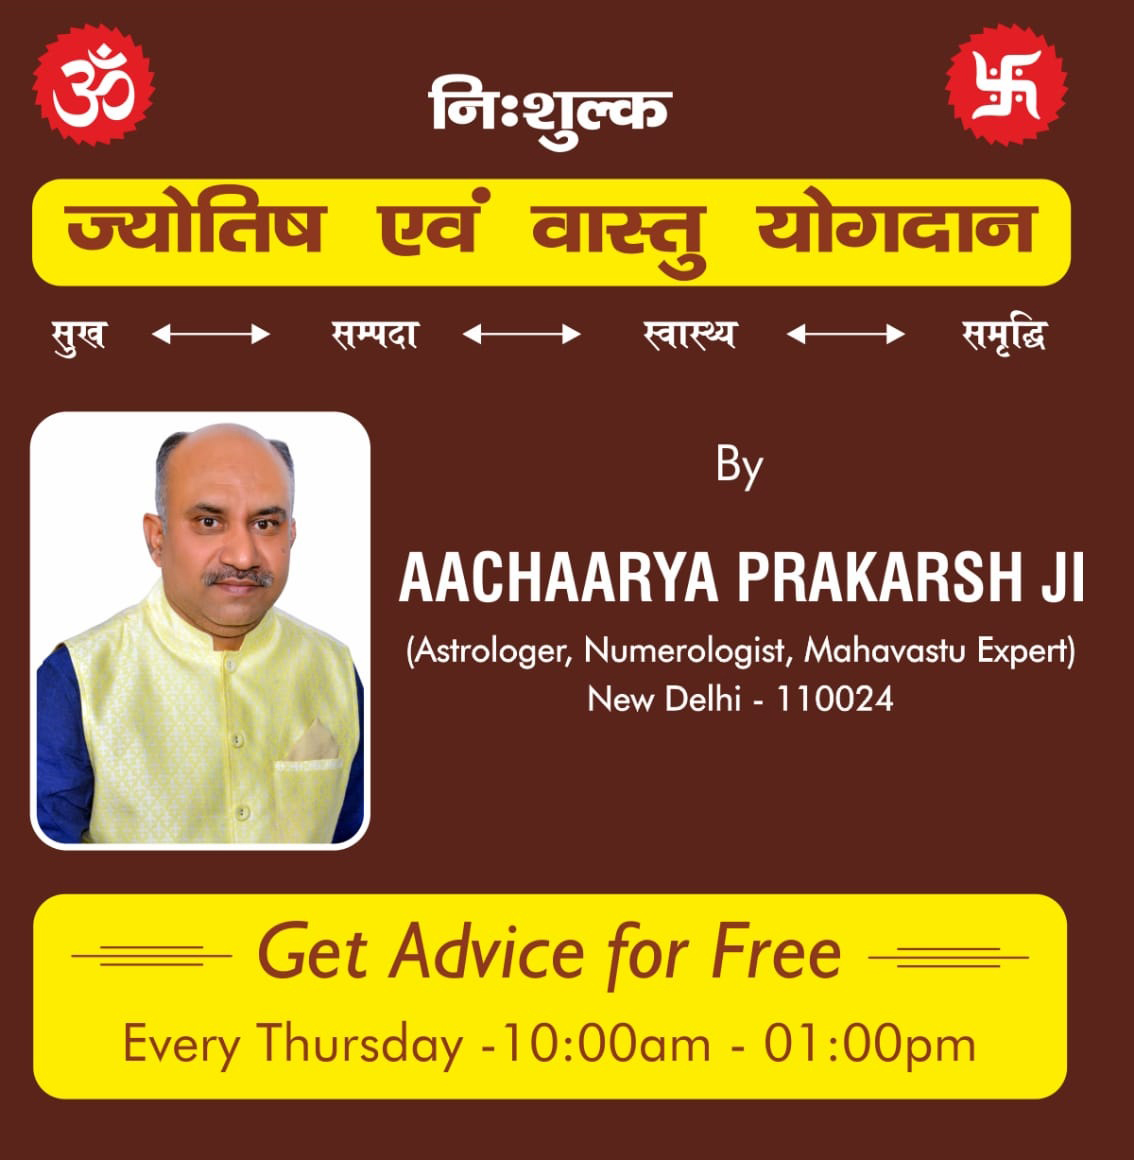 ॐ
निःशुल्क
ज्योतिष एवं वास्तु योगदान
सुख सम्पदा स्वास्थ्य समृद्धि
By
AACHAARYA PRAKARSH JI
(Astrologer, Numerologist, Mahavastu Expert)
New Delhi - 110024
Get Advice for Free
Every Thursday -10:00am - 01:00pm